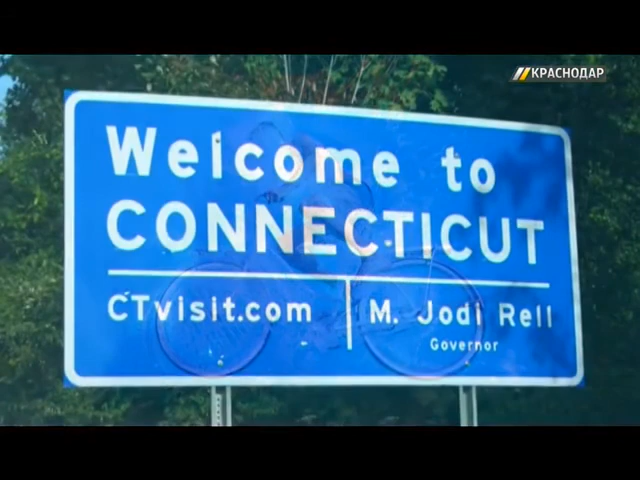 КРАСНОДАР
Welcome to
CONNECTICUT
CTvisit.com
M. Jodi Rell
Governor